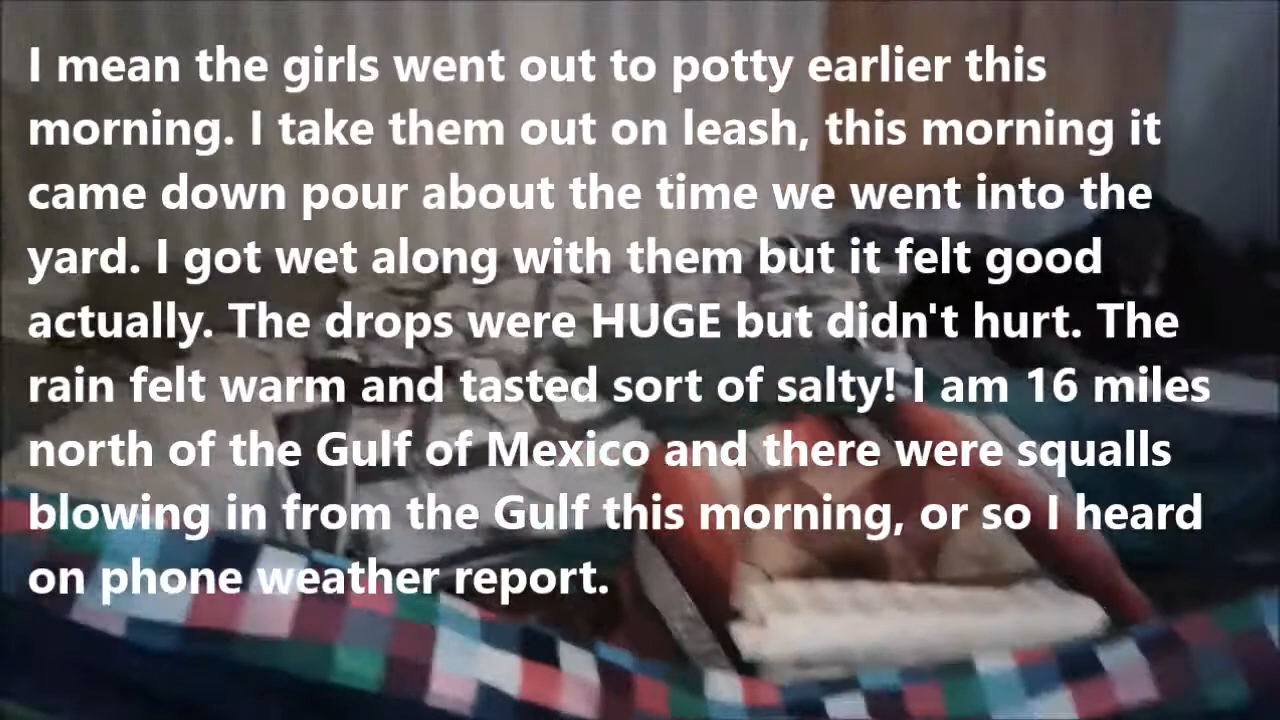 I mean the girls went out to potty earlier this
morning. I take them out on leash, this morning it
came down pour about the time we went into the
yard. I got wet along with them but it felt good
actually. The drops were HUGE but didn't hurt. The
rain felt warm and tasted sort of salty! I am 16 miles
north of the Gulf of Mexico and there were squalls
blowing in from the Gulf this morning, or so I heard
on phone weather report.